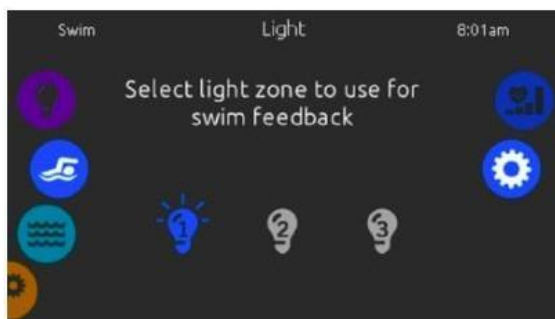 Swim Light 8:01am
Select light zone to use for
swim feedback
1 2 3